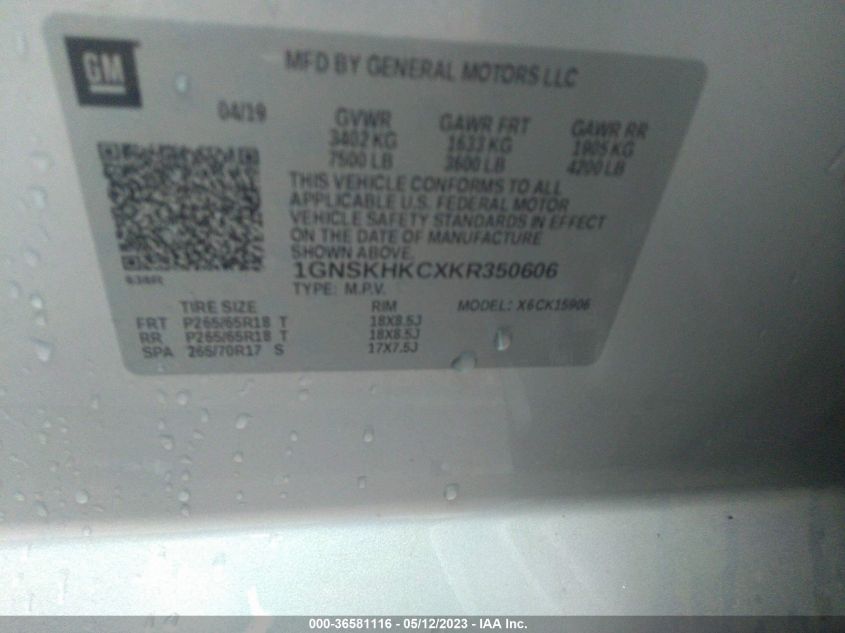 GM
MFD BY GENERAL MOTORS LLC
04/19 GVWR GAWR FRT GAWR RR
3402 KG 1633 KG 1905 KG
7500 LB 3600 LB 4200 LB
THIS VEHICLE CONFORMS TO ALL
APPLICABLE U.S. FEDERAL MOTOR
VEHICLE SAFETY STANDARDS IN EFFECT
ON THE DATE OF MANUFACTURE
SHOWN ABOVE.
1GNSKHKCXKR350606
TYPE: M.P.V.
TIRE SIZE RIM MODEL: X6CK15906
FRT P265/65R18 T 18X8.5J
RR P265/65R18 T 18X8.5J
SPA 265/70R17 S 17X7.5J
000-36581116 - 05/12/2023 - IAA Inc.